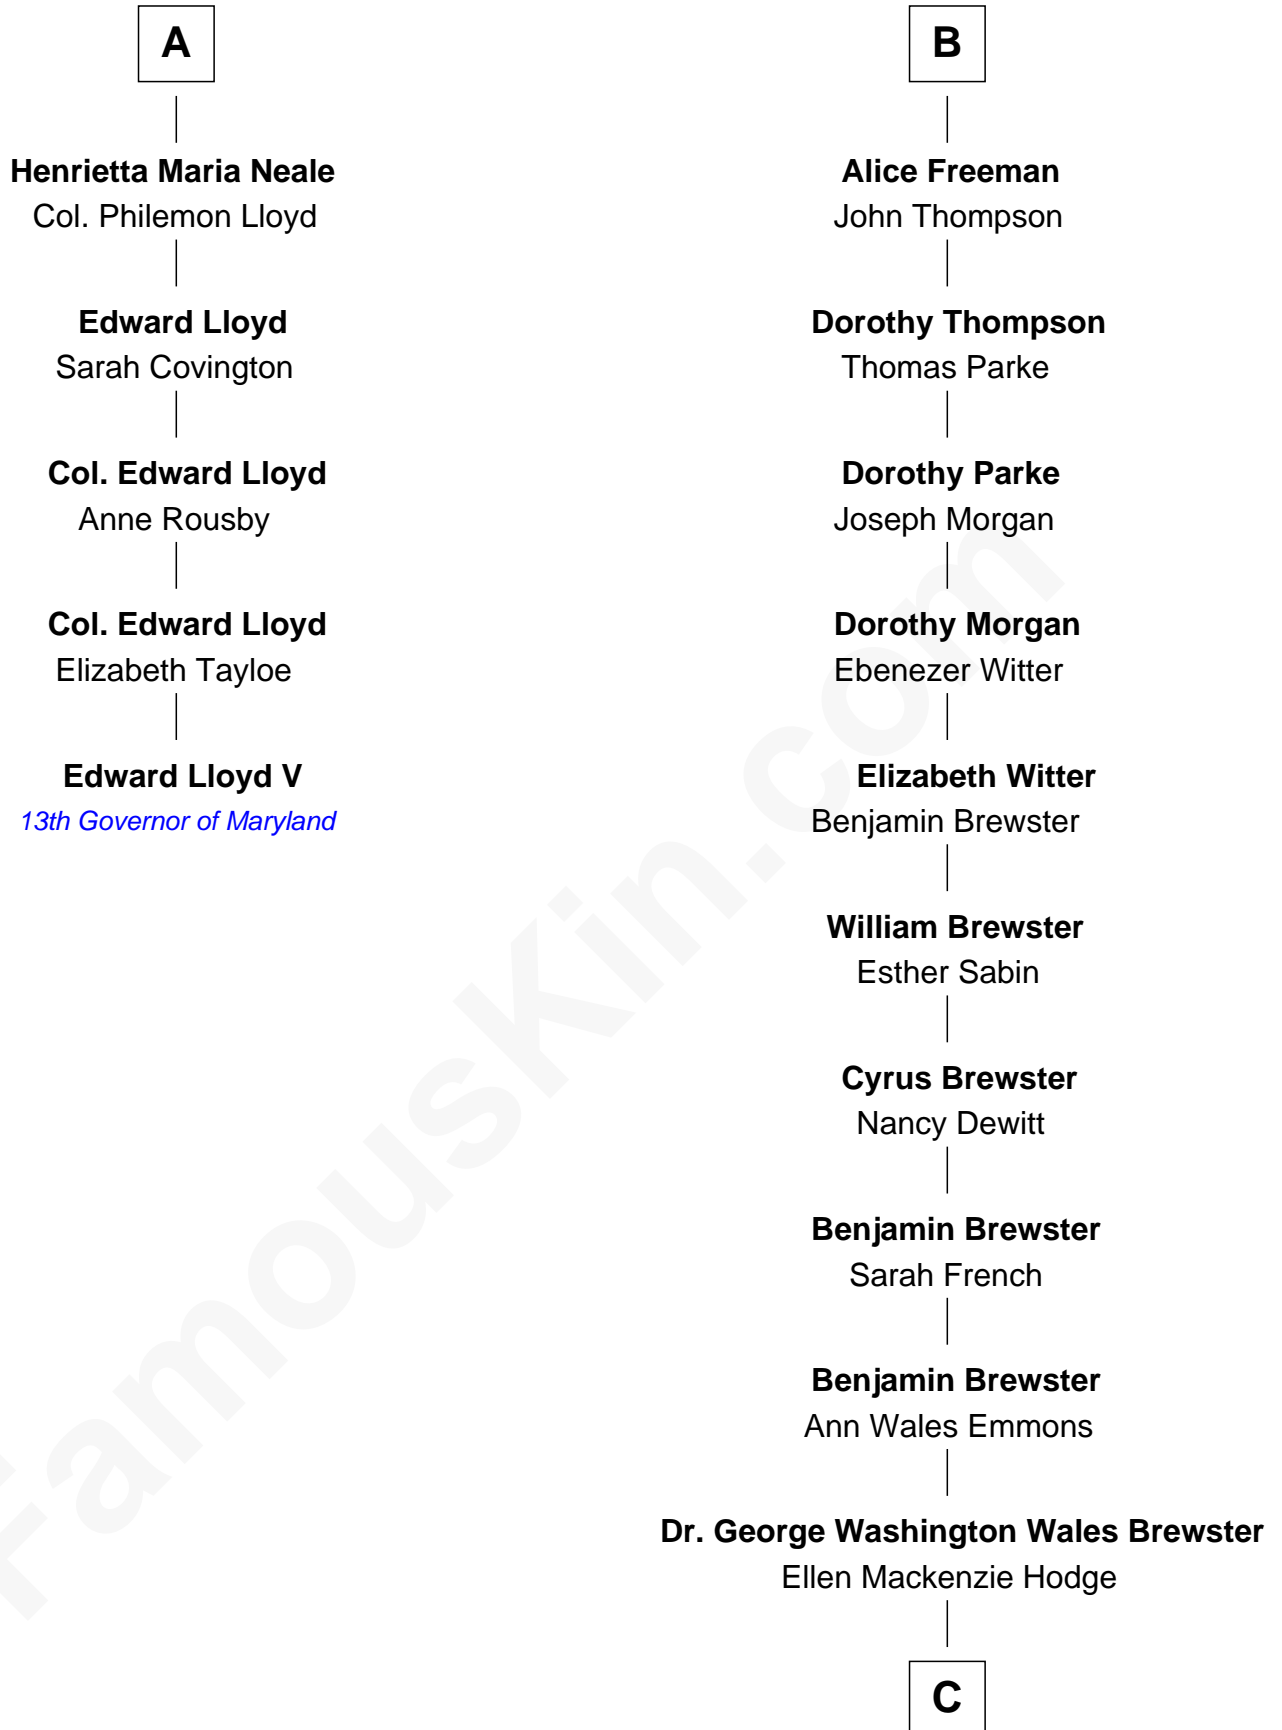 A
Henrietta Maria Neale
Col. Philemon Lloyd
Edward Lloyd
Sarah Covington
Col. Edward Lloyd
Anne Rousby
Col. Edward Lloyd
Elizabeth Tayloe
Edward Lloyd V
13th Governor of Maryland
B
Alice Freeman
John Thompson
Dorothy Thompson
Thomas Parke
Dorothy Parke
Joseph Morgan
Dorothy Morgan
Ebenezer Witter
Elizabeth Witter
Benjamin Brewster
William Brewster
Esther Sabin
Cyrus Brewster
Nancy Dewitt
Benjamin Brewster
Sarah French
Benjamin Brewster
Ann Wales Emmons
Dr. George Washington Wales Brewster
Ellen Mackenzie Hodge
C
FamousKin.com